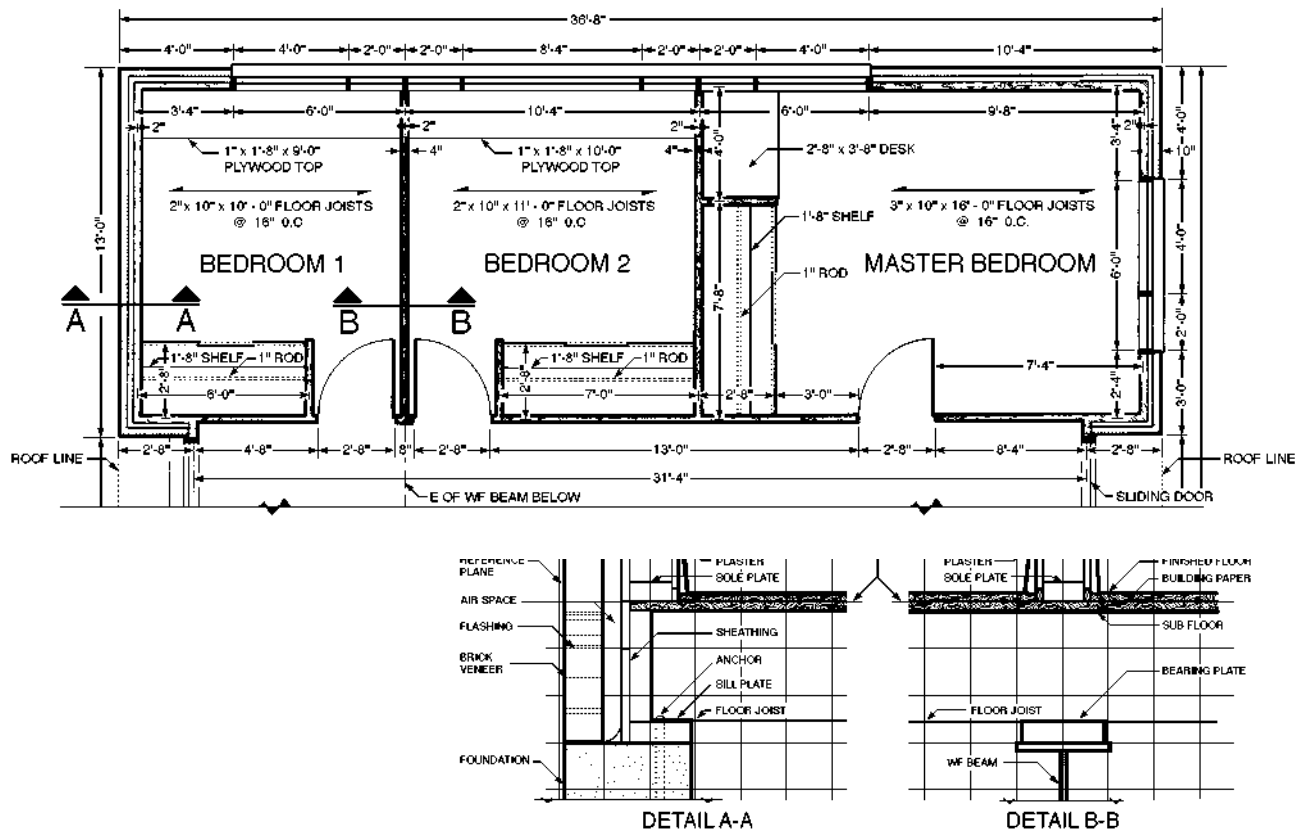 36'-8"
4'-0" 4'-0" 2'-0" 2'-0" 8'-4" 2'-0" 2'-0" 4'-0" 10'-4"
3'-4" 6'-0" 10'-4" 6'-0" 9'-8"
2" 2" 2" 2"
1" x 1'-8" x 9'-0"
PLYWOOD TOP
4"
1" x 1'-8" x 10'-0"
PLYWOOD TOP
4"
4'-0"
2'-8" x 3'-8" DESK
3'-4"
4'-0"
10"
2" x 10" x 10'-0" FLOOR JOISTS
@ 16" O.C.
2" x 10" x 11'-0" FLOOR JOISTS
@ 16" O.C.
3" x 10" x 16'-0" FLOOR JOISTS
@ 16" O.C.
13'-0"
1'-8" SHELF
1" ROD
BEDROOM 1
BEDROOM 2
MASTER BEDROOM
7'-8"
6'-0"
4'-0"
2'-0"
A A B B
1'-8" SHELF 1" ROD
2'-8"
6'-0"
1'-8" SHELF 1" ROD
2'-8"
7'-0"
2'-8" 3'-0"
7'-4"
2'-4"
3'-0"
2'-8" 4'-8" 2'-8" 8" 2'-8" 13'-0" 2'-8" 8'-4" 2'-8"
ROOF LINE
31'-4"
ROOF LINE
E OF WF BEAM BELOW
SLIDING DOOR
REFERENCE
PLANE
AIR SPACE
FLASHING
BRICK
VENEER
FOUNDATION
PLASTER
SOLE PLATE
SHEATHING
ANCHOR
SILL PLATE
FLOOR JOIST
DETAIL A-A
PLASTER
SOLE PLATE
FINISHED FLOOR
BUILDING PAPER
SUB FLOOR
BEARING PLATE
FLOOR JOIST
WF BEAM
DETAIL B-B